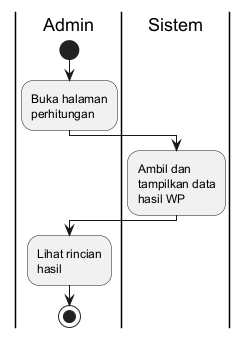 Admin
Sistem
Buka halaman
perhitungan
Ambil dan
tampilkan data
hasil WP
Lihat rincian
hasil